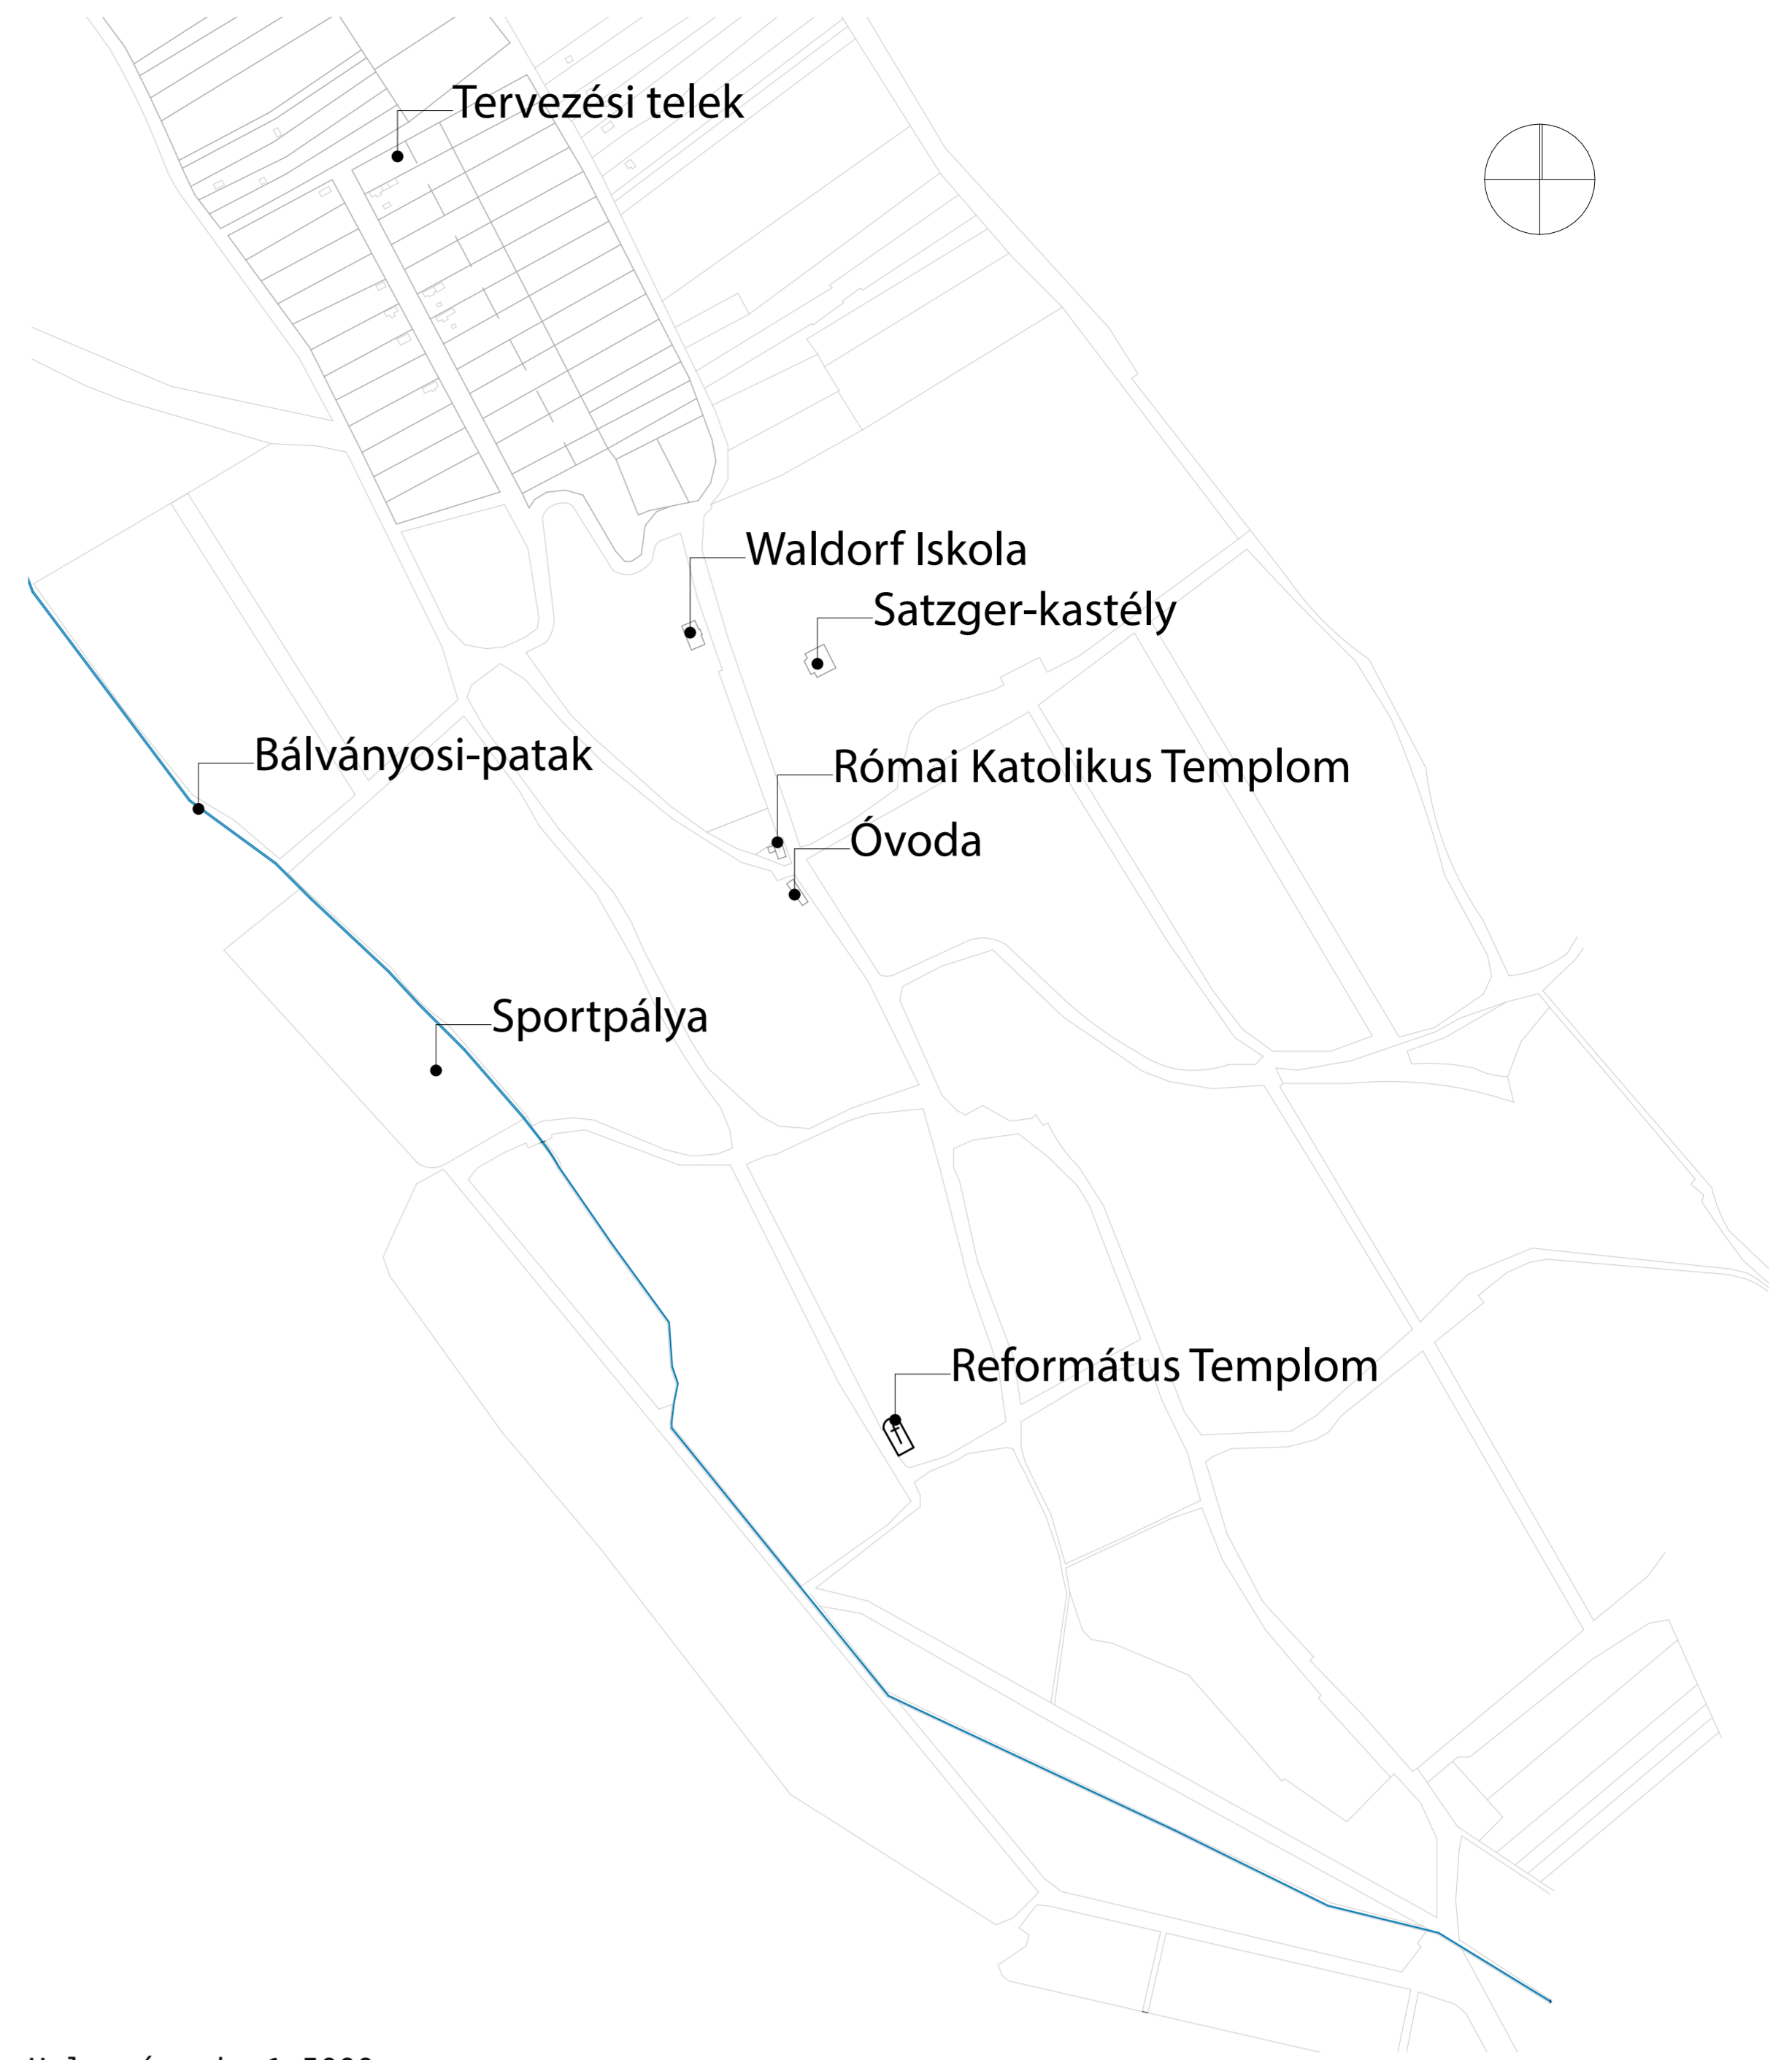 Tervezési telek
Waldorf Iskola
Satzger-kastély
Bálványosi-patak
Római Katolikus Templom
Óvoda
Sportpálya
Református Templom